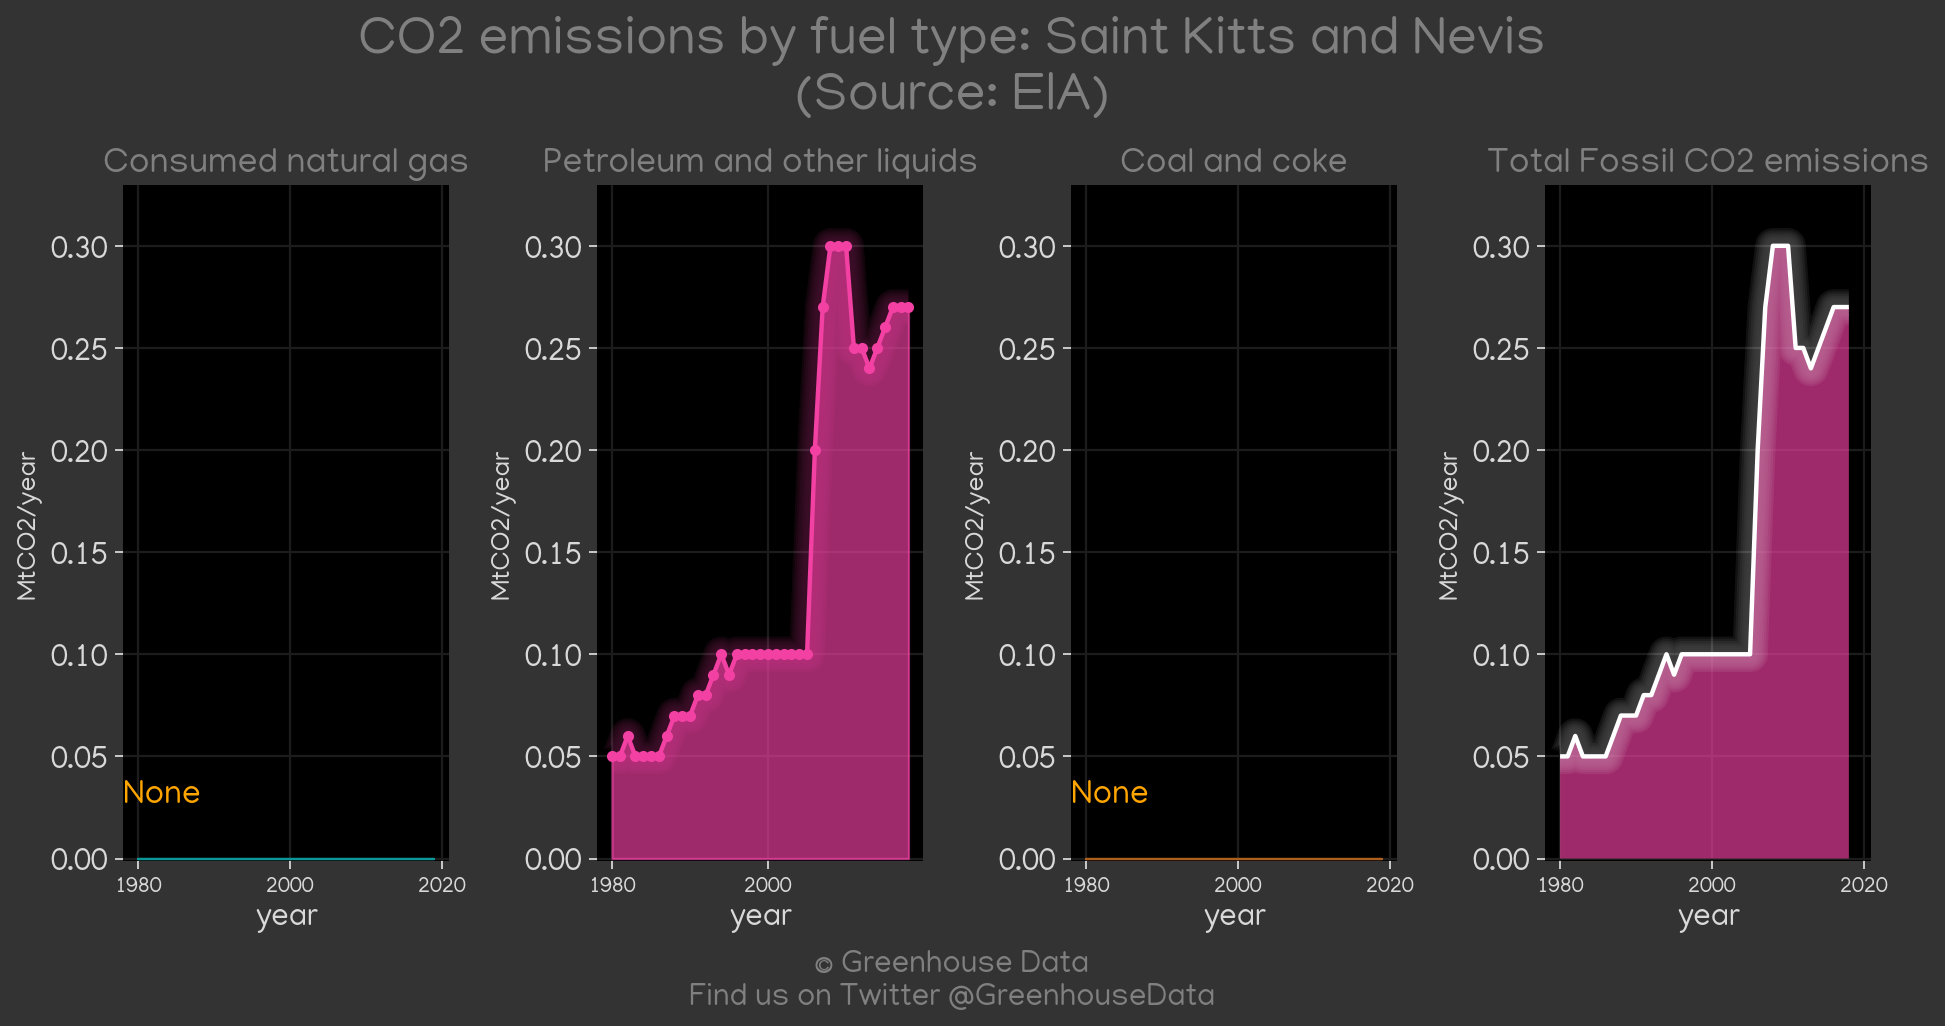 CO2 emissions by fuel type: Saint Kitts and Nevis
(Source: EIA)
Consumed natural gas
MtCO2/year
0.30
0.25
0.20
0.15
0.10
0.05
0.00
None
1980 2000 2020
year
Petroleum and other liquids
MtCO2/year
0.30
0.25
0.20
0.15
0.10
0.05
0.00
1980 2000
year
Coal and coke
MtCO2/year
0.30
0.25
0.20
0.15
0.10
0.05
0.00
None
1980 2000 2020
year
Total Fossil CO2 emissions
MtCO2/year
0.30
0.25
0.20
0.15
0.10
0.05
0.00
1980 2000 2020
year
© Greenhouse Data
Find us on Twitter @GreenhouseData